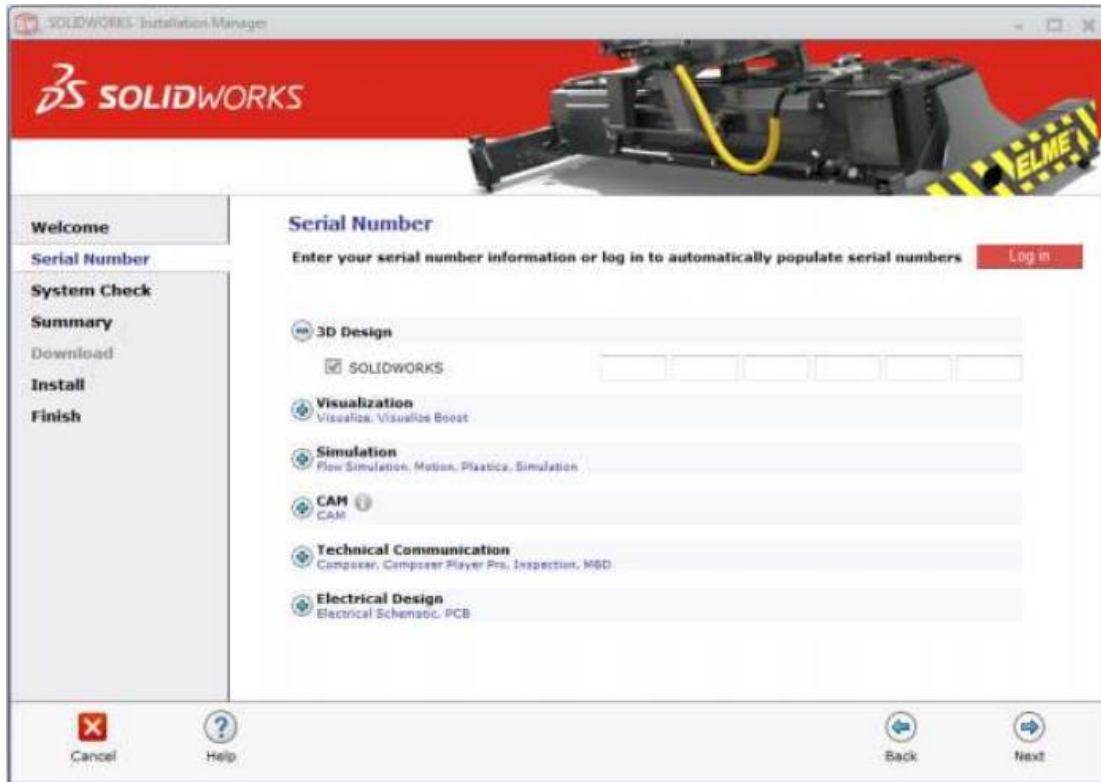 SOLIDWORKS Installation Manager
3S SOLIDWORKS
ELME
Welcome
Serial Number
System Check
Summary
Download
Install
Finish
Serial Number
Enter your serial number information or log in to automatically populate serial numbers
Log in
3D Design
SOLIDWORKS
Visualization
Visualize, Visualize Boost
Simulation
Flow Simulation, Motion, Plastics, Simulation
CAM
CAM
Technical Communication
Composer, Composer Player Pro, Inspection, MBD
Electrical Design
Electrical Schematic, PCB
Cancel
Help
Back
Next